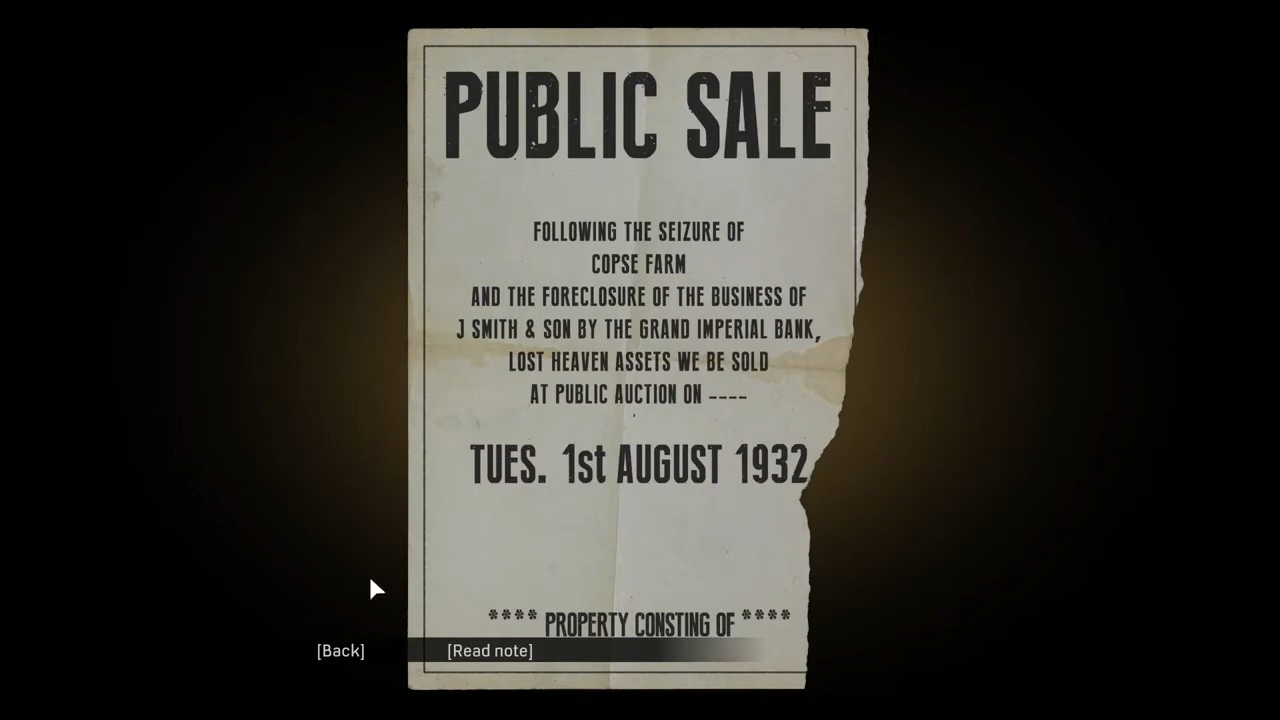 PUBLIC SALE
FOLLOWING THE SEIZURE OF
COPSE FARM
AND THE FORECLOSURE OF THE BUSINESS OF
J SMITH & SON BY THE GRAND IMPERIAL BANK,
LOST HEAVEN ASSETS WE BE SOLD
AT PUBLIC AUCTION ON ----
TUES. 1st AUGUST 1932
**** PROPERTY CONSTING OF ****
[Back] [Read note]